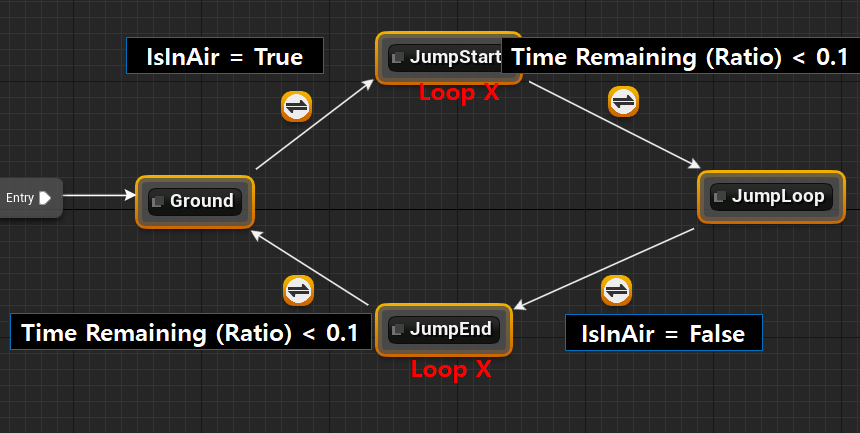 IsInAir = True
JumpStart
Time Remaining (Ratio) < 0.1
Loop X
Entry
Ground
JumpLoop
JumpEnd
Time Remaining (Ratio) < 0.1
IsInAir = False
Loop X